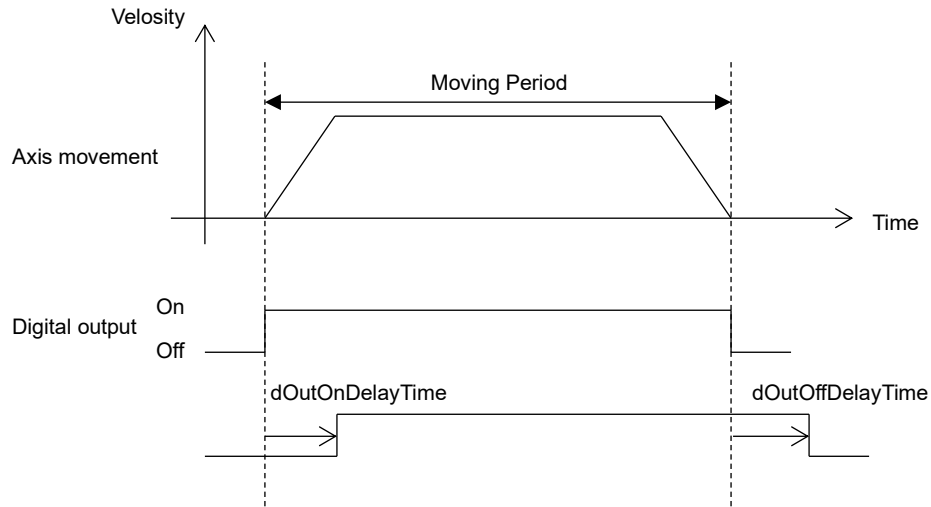 Velosity
Moving Period
Axis movement
Time
On
Digital output
Off
dOutOnDelayTime
dOutOffDelayTime